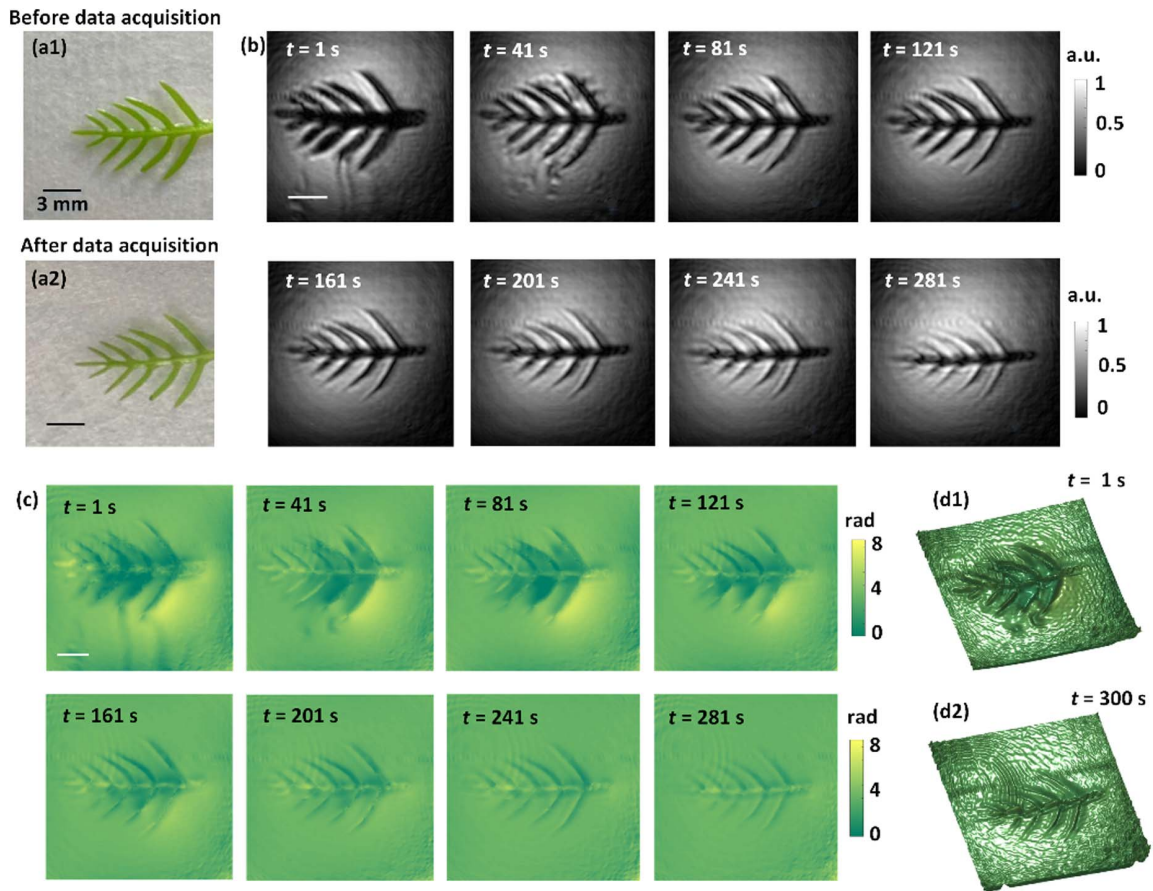 Before data acquisition
(a1)
3 mm
After data acquisition
(a2)
(b)
t = 1 s
t = 41 s
t = 81 s
t = 121 s
a.u.
1
0.5
0
t = 161 s
t = 201 s
t = 241 s
t = 281 s
a.u.
1
0.5
0
(c)
t = 1 s
t = 41 s
t = 81 s
t = 121 s
rad
8
4
0
t = 161 s
t = 201 s
t = 241 s
t = 281 s
rad
8
4
0
(d1)
t = 1 s
(d2)
t = 300 s